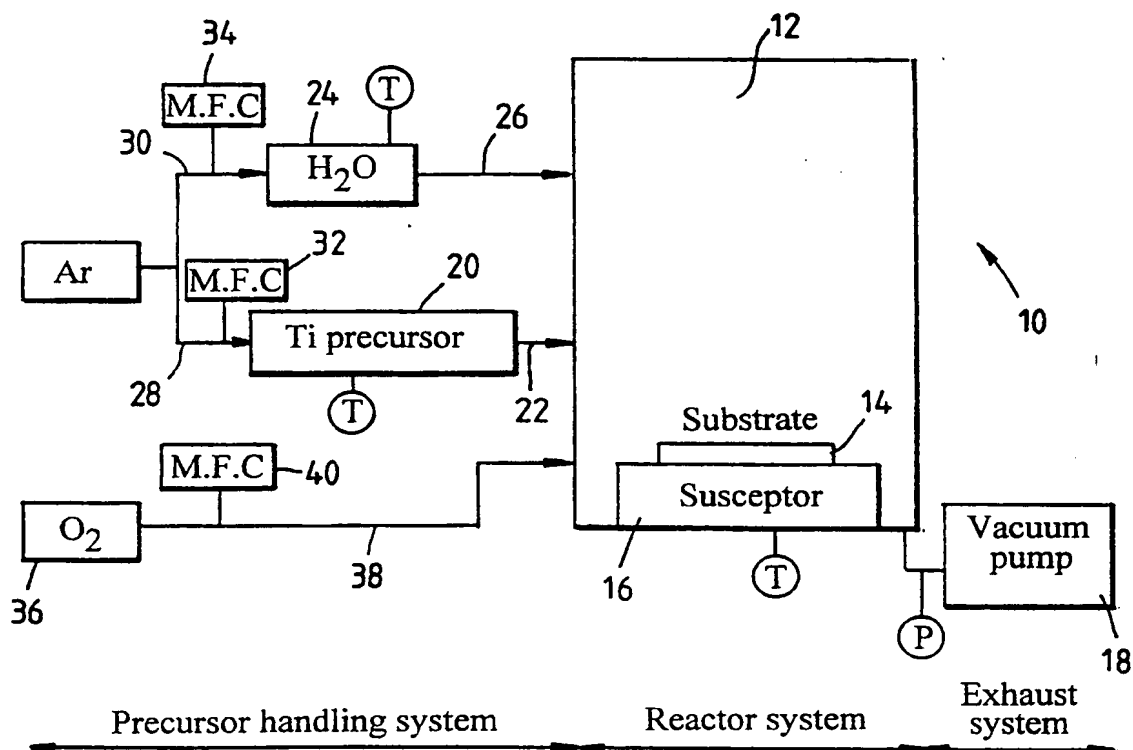 12
34
M.F.C
24
T
26
30
H₂O
32
Ar
M.F.C
20
10
Ti precursor
28
T
22
Substrate
14
M.F.C
40
Susceptor
O₂
38
16
T
Vacuum
pump
36
P
18
Precursor handling system
Reactor system
Exhaust
system